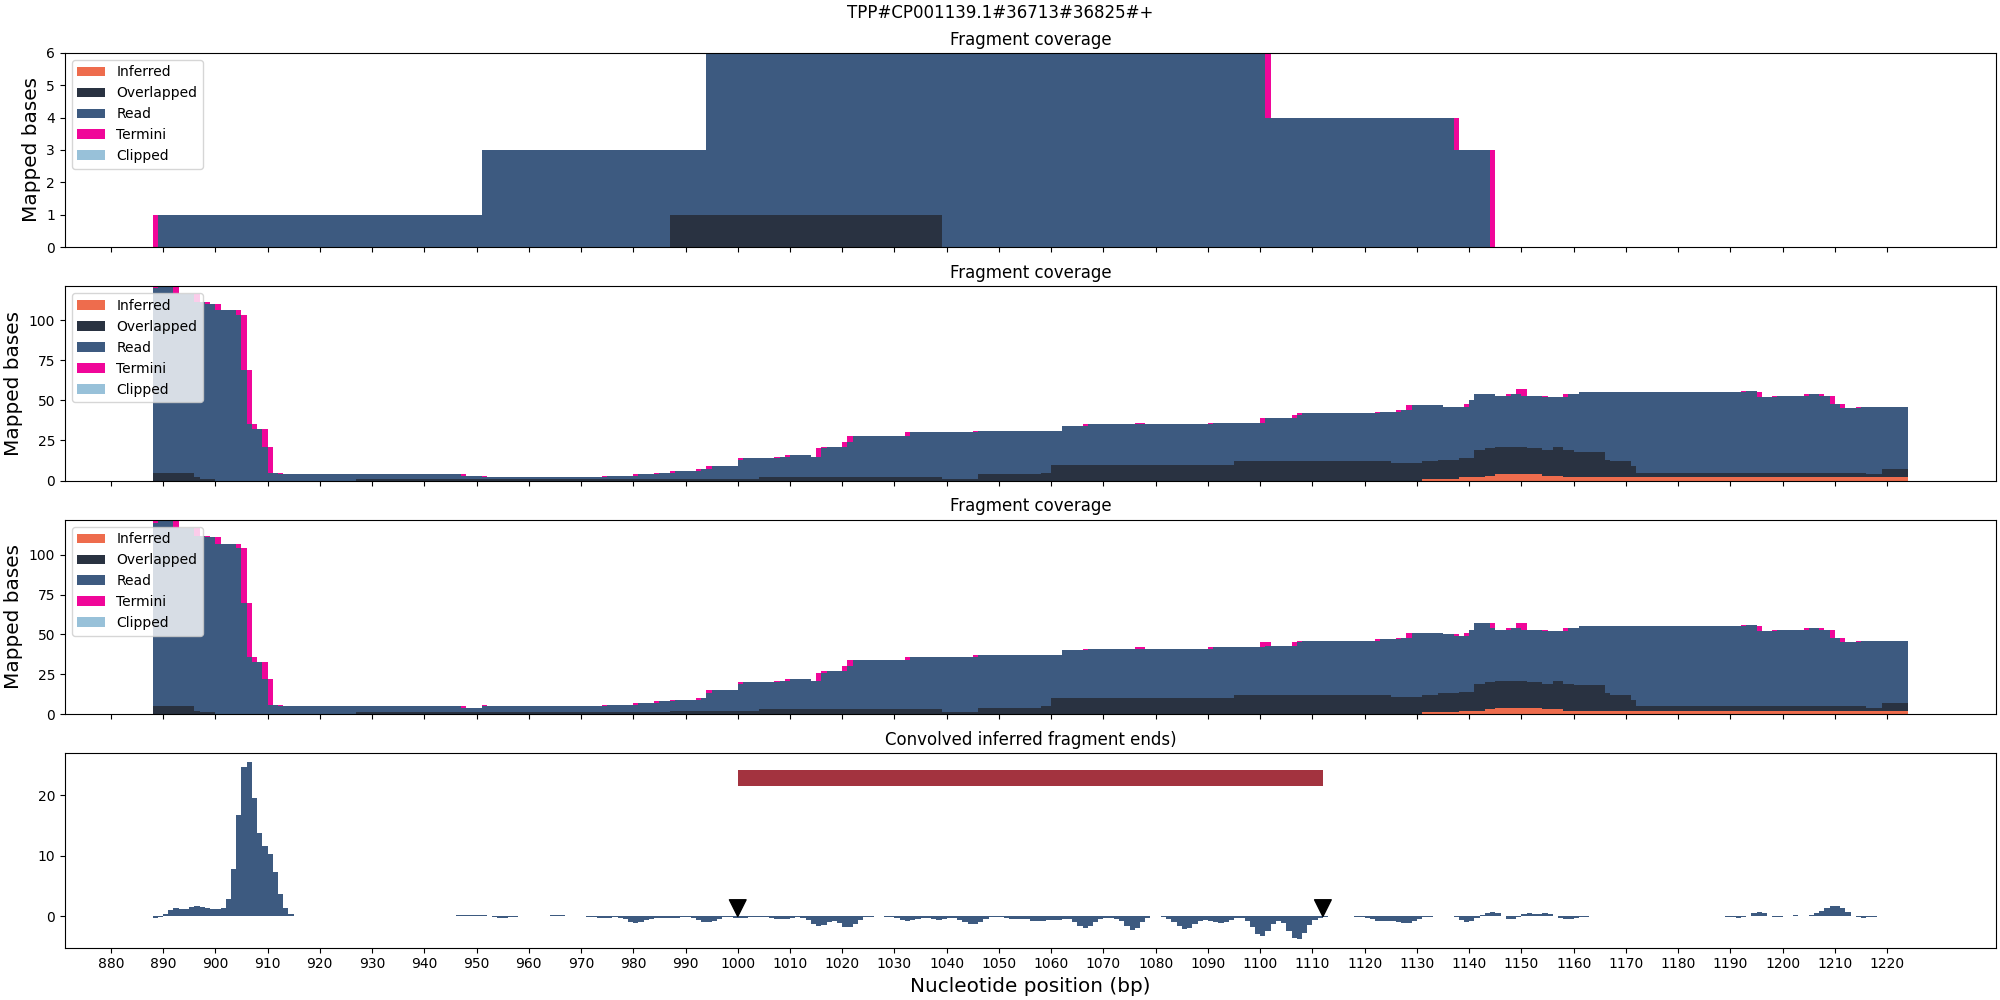 TPP#CP001139.1#36713#36825#+
Fragment coverage
Mapped bases
6
5
4
3
2
1
0
Inferred
Overlapped
Read
Termini
Clipped
Fragment coverage
Mapped bases
100
75
50
25
0
Inferred
Overlapped
Read
Termini
Clipped
Fragment coverage
Mapped bases
100
75
50
25
0
Inferred
Overlapped
Read
Termini
Clipped
Convolved inferred fragment ends)
20
10
0
880 890 900 910 920 930 940 950 960 970 980 990 1000 1010 1020 1030 1040 1050 1060 1070 1080 1090 1100 1110 1120 1130 1140 1150 1160 1170 1180 1190 1200 1210 1220
Nucleotide position (bp)